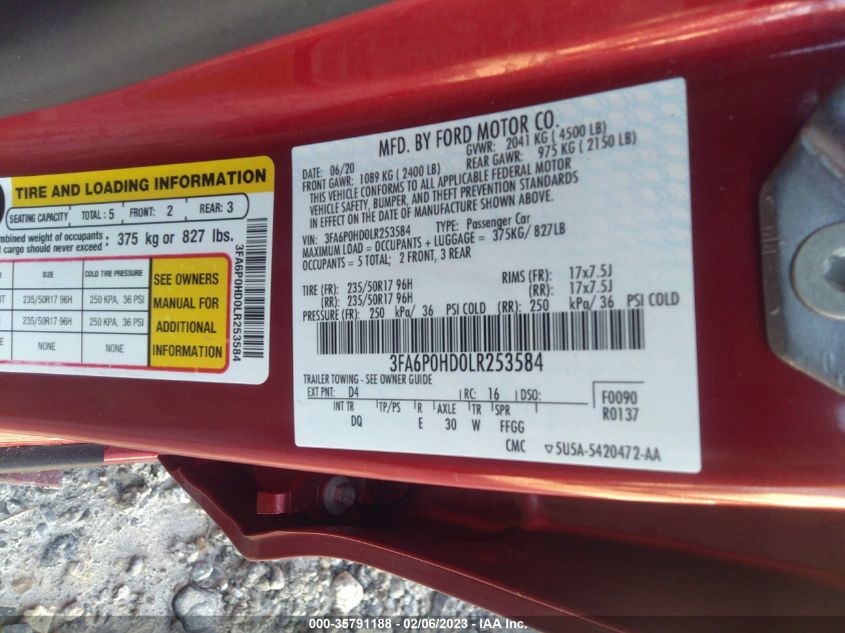 TIRE AND LOADING INFORMATION
SEATING CAPACITY TOTAL : 5 FRONT: 2 REAR: 3
ombined weight of occupants : 375 kg or 827 lbs.
cargo should never exceed :
SIZE COLD TIRE PRESSURE
235/50R17 96H 250 KPA, 36 PSI
235/50R17 96H 250 KPA, 36 PSI
NONE NONE
SEE OWNERS
MANUAL FOR
ADDITIONAL
INFORMATION
3FA6P0HD0LR253584
MFD. BY FORD MOTOR CO.
DATE: 06/20 GVWR: 2041 KG ( 4500 LB)
FRONT GAWR: 1089 KG ( 2400 LB) REAR GAWR: 975 KG ( 2150 LB)
THIS VEHICLE CONFORMS TO ALL APPLICABLE FEDERAL MOTOR
VEHICLE SAFETY, BUMPER, AND THEFT PREVENTION STANDARDS
IN EFFECT ON THE DATE OF MANUFACTURE SHOWN ABOVE.
VIN: 3FA6P0HD0LR253584 TYPE: Passenger Car
MAXIMUM LOAD = OCCUPANTS + LUGGAGE = 375KG/ 827LB
OCCUPANTS = 5 TOTAL; 2 FRONT, 3 REAR
TIRE (FR): 235/50R17 96H RIMS (FR): 17x7.5J
(RR): 235/50R17 96H (RR): 17x7.5J
PRESSURE (FR): 250 kPa/ 36 PSI COLD (RR): 250 kPa/36 PSI COLD
3FA6P0HD0LR253584
TRAILER TOWING - SEE OWNER GUIDE
EXT PNT: D4 RC: 16 DSO: F0090
INT TR TP/PS R AXLE TR SPR R0137
DQ E 30 W FFGG
CMC ▽5U5A-5420472-AA
000-35791188 - 02/06/2023 - IAA Inc.